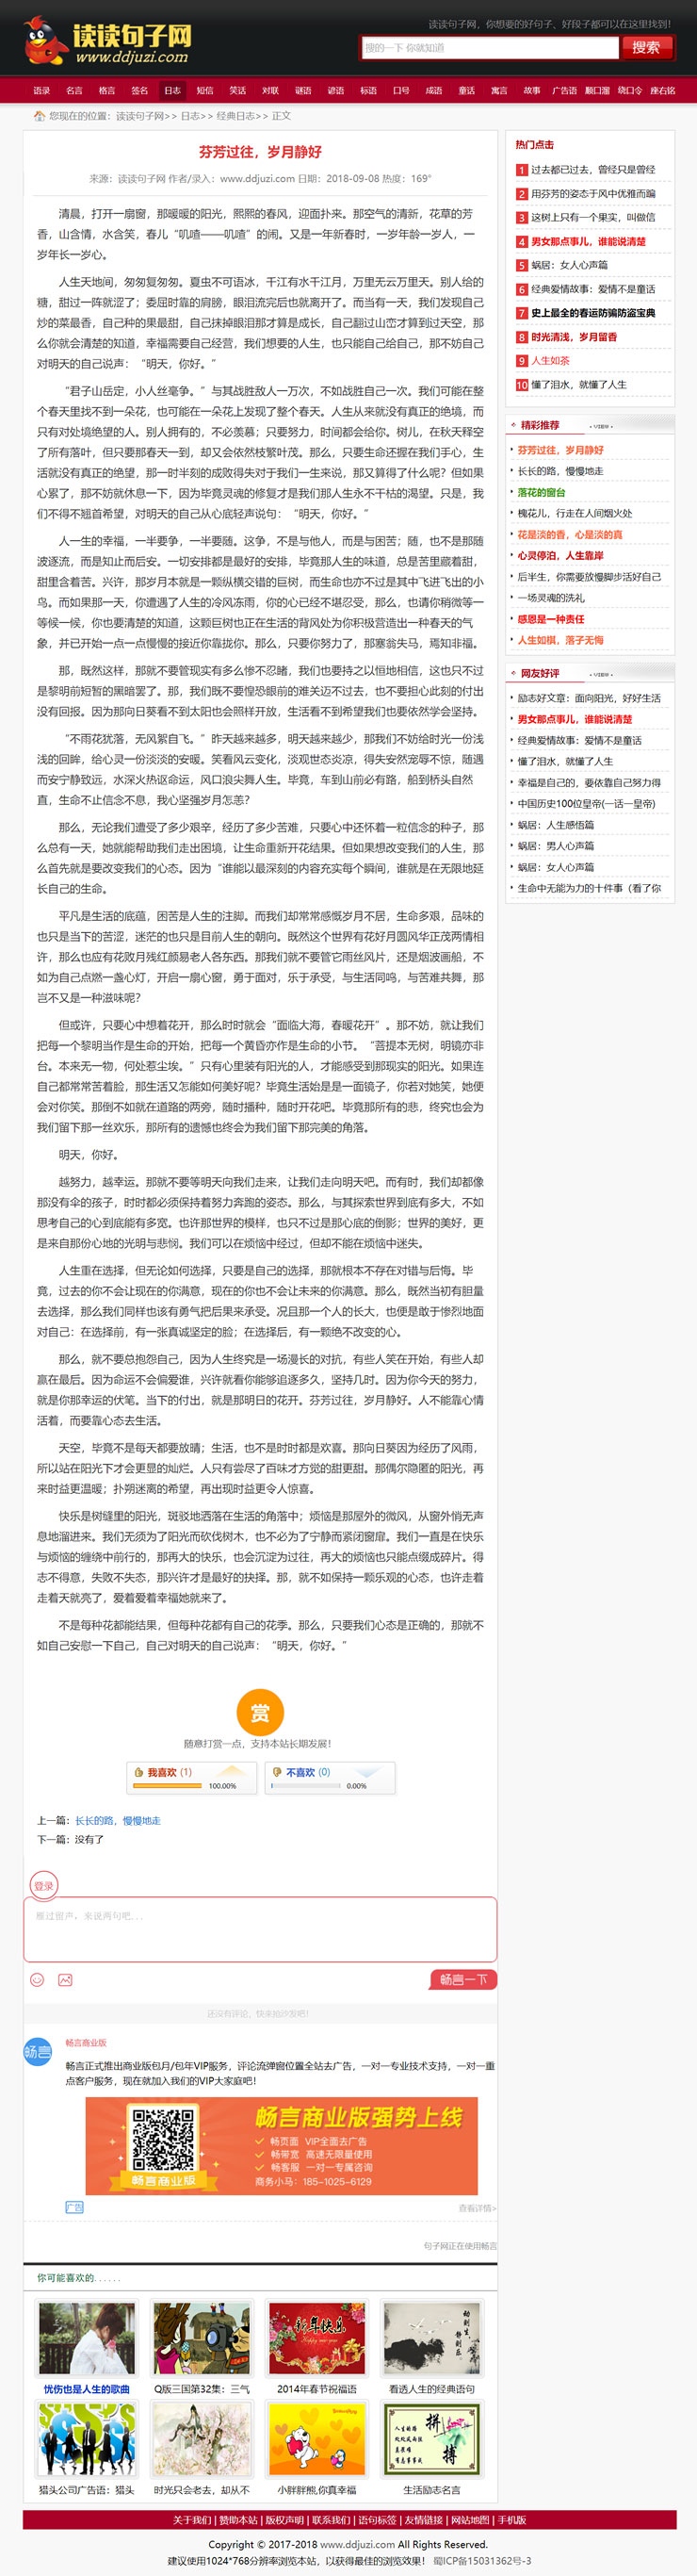 读读句子网
www.ddjuzi.com
读读句子网,你想要的好句子、好段子都可以在这里找到!
搜的一下 你就知道
搜索
语录 名言 格言 签名 日志 短信 笑话 对联 谜语 谚语 标语 口号 成语 童话 寓言 故事 广告语 顺口溜 绕口令 座右铭
您现在的位置:读读句子网>> 日志>> 经典日志>> 正文
芬芳过往,岁月静好
来源:读读句子网 作者/录入:www.ddjuzi.com 日期:2018-09-08 热度:169°
清晨,打开一扇窗,那暖暖的阳光,熙熙的春风,迎面扑来。那空气的清新,花草的芳
香,山含情,水含笑,春儿“叽喳——叽喳”的闹。又是一年新春时,一岁年龄一岁人,一
岁年长一岁心。
人生天地间,匆匆复匆匆。夏虫不可语冰,千江有水千江月,万里无云万里天。别人给的
糖,甜过一阵就涩了;委屈时靠的肩膀,眼泪流完后也就离开了。而当有一天,我们发现自己
炒的菜最香,自己种的果最甜,自己抹掉眼泪那才算是成长,自己翻过山峦才算到过天空,那
么你就会清楚的知道,幸福需要自己经营,我们想要的人生,也只能自己给自己,那不妨自己
对明天的自己说声:“明天,你好。”
“君子山岳定,小人丝毫争。”与其战胜敌人一万次,不如战胜自己一次。我们可能在整
个春天里找不到一朵花,也可能在一朵花上发现了整个春天。人生从来就没有真正的绝境,而
只有对处境绝望的人。别人拥有的,不必羡慕;只要努力,时间都会给你。树儿,在秋天释空
了所有落叶,但只要那春天一到,却又会依然枝繁叶茂。那么,只要生命还握在我们手心,生
活就没有真正的绝望,那一时半刻的成败得失对于我们一生来说,那又算得了什么呢?但如果
心累了,那不妨就休息一下,因为毕竟灵魂的修复才是我们那人生永不干枯的渴望。只是,我
们不得不翘首希望,对明天的自己从心底轻声说句:“明天,你好。”
人一生的幸福,一半要争,一半要随。这争,不是与他人,而是与困苦;随,也不是那随
波逐流,而是知止而后安。一切安排都是最好的安排,毕竟那人生的味道,总是苦里藏着甜,
甜里含着苦。兴许,那岁月本就是一颗纵横交错的巨树,而生命也亦不过是其中飞进飞出的小
鸟。而如果那一天,你遭遇了人生的冷风冻雨,你的心已经不堪忍受,那么,也请你稍微等一
等候一候,你也要清楚的知道,这颗巨树也正在生活的背风处为你积极营造出一种春天的气
象,并已开始一点一点慢慢的接近你靠拢你。那么,只要你努力了,那塞翁失马,焉知非福。
那,既然这样,那就不要管现实有多么惨不忍睹,我们也要持之以恒地相信,这也只不过
是黎明前短暂的黑暗罢了。那,我们既不要惶恐眼前的难关迈不过去,也不要担心此刻的付出
没有回报。因为那向日葵看不到太阳也会照样开放,生活看不到希望我们也要依然学会坚持。
“不雨花犹落,无风絮自飞。”昨天越来越多,明天越来越少,那我们不妨给时光一份浅
浅的回眸,给心灵一份淡淡的安暖。笑看风云变化,淡观世态炎凉,得失安然宠辱不惊,随遇
而安宁静致远,水深火热讴命运,风口浪尖舞人生。毕竟,车到山前必有路,船到桥头自然
直,生命不止信念不息,我心坚强岁月怎恙?
那么,无论我们遭受了多少艰辛,经历了多少苦难,只要心中还怀着一粒信念的种子,那
么总有一天,她就能帮助我们走出困境,让生命重新开花结果。但如果想改变我们的人生,那
么首先就是要改变我们的心态。因为“谁能以最深刻的内容充实每个瞬间,谁就是在无限地延
长自己的生命。
平凡是生活的底蕴,困苦是人生的注脚。而我们却常常感慨岁月不居,生命多艰,品味的
也只是当下的苦涩,迷茫的也只是目前人生的朝向。既然这个世界有花好月圆风华正茂两情相
许,那么也应有花败月残红颜易老人各东西。那我们就不要管它雨丝风片,还是烟波画船,不
如为自己点燃一盏心灯,开启一扇心窗,勇于面对,乐于承受,与生活同鸣,与苦难共舞,那
岂不又是一种滋味呢?
但或许,只要心中想着花开,那么时时就会“面临大海,春暖花开”。那不妨,就让我们
把每一个黎明当作是生命的开始,把每一个黄昏亦作是生命的小节。“菩提本无树,明镜亦非
台。本来无一物,何处惹尘埃。”只有心里装有阳光的人,才能感受到那现实的阳光。如果连
自己都常常苦着脸,那生活又怎能如何美好呢?毕竟生活始是是一面镜子,你若对她笑,她便
会对你笑。那倒不如就在道路的两旁,随时播种,随时开花吧。毕竟那所有的悲,终究也会为
我们留下那一丝欢乐,那所有的遗憾也终会为我们留下那完美的角落。
明天,你好。
越努力,越幸运。那就不要等明天向我们走来,让我们走向明天吧。而有时,我们却都像
那没有伞的孩子,时时都必须保持着努力奔跑的姿态。那么,与其探索世界到底有多大,不如
思考自己的心到底能有多宽。也许那世界的模样,也只不过是那心底的倒影;世界的美好,更
是来自那份心地的光明与悲悯。我们可以在烦恼中经过,但却不能在烦恼中迷失。
人生重在选择,但无论如何选择,只要是自己的选择,那就根本不存在对错与后悔。毕
竟,过去的你不会让现在的你满意,现在的你也不会让未来的你满意。那么,既然当初有胆量
去选择,那么我们同样也该有勇气把后果来承受。况且那一个人的长大,也便是敢于惨烈地面
对自己:在选择前,有一张真诚坚定的脸;在选择后,有一颗绝不改变的心。
那么,就不要总抱怨自己,因为人生终究是一场漫长的对抗,有些人笑在开始,有些人却
赢在最后。因为命运不会偏爱谁,兴许就看你能够追逐多久,坚持几时。因为你今天的努力,
就是你那幸运的伏笔。当下的付出,就是那明日的花开。芬芳过往,岁月静好。人不能靠心情
活着,而要靠心态去生活。
天空,毕竟不是每天都要放晴;生活,也不是时时都是欢喜。那向日葵因为经历了风雨,
所以站在阳光下才会更显的灿烂。人只有尝尽了百味才方觉的甜更甜。那偶尔隐匿的阳光,再
来时益更温暖;扑朔迷离的希望,再出现时益更令人惊喜。
快乐是树缝里的阳光,斑驳地洒落在生活的角落中;烦恼是那屋外的微风,从窗外悄无声
息地溜进来。我们无须为了阳光而砍伐树木,也不必为了宁静而紧闭窗扉。我们一直是在快乐
与烦恼的缠绕中前行的,那再大的快乐,也会沉淀为过往,再大的烦恼也只能点缀成碎片。得
志不得意,失败不失态,那兴许才是最好的抉择。那,就不如保持一颗乐观的心态,也许走着
走着天就亮了,爱着爱着幸福她就来了。
不是每种花都能结果,但每种花都有自己的花季。那么,只要我们心态是正确的,那就不
如自己安慰一下自己,自己对明天的自己说声:“明天,你好。”
赏
随意打赏一点,支持本站长期发展!
我喜欢 (1)
100.00%
不喜欢 (0)
0.00%
上一篇:长长的路,慢慢地走
下一篇:没有了
登录
雁过留声,来说两句吧...
畅言一下
还没有评论,快来抢沙发吧!
畅言
畅言商业版
畅言正式推出商业版包月/包年VIP服务,评论流弹窗位置全站去广告,一对一专业技术支持,一对一重
点客户服务,现在就加入我们的VIP大家庭吧!
畅言商业版强势上线
畅页面 VIP全面去广告
畅带宽 高速无限量使用
畅客服 一对一专属咨询
商务小马:185-1025-6129
畅言商业版
广告
查看详情>
句子网正在使用畅言
你可能喜欢的......
新年快乐
忧伤也是人生的歌曲
Q版三国第32集:三气
2014年春节祝福语
看透人生的经典语句
拼搏
猎头公司广告语:猎头
时光只会老去,却从不
小胖胖熊,你真幸福
生活励志名言
热门点击
1 过去都已过去,曾经只是曾经
2 用芬芳的姿态于风中优雅而蹁
3 这树上只有一个果实,叫做信
4 男女那点事儿,谁能说清楚
5 蜗居:女人心声篇
6 经典爱情故事:爱情不是童话
7 史上最全的春运防骗防盗宝典
8 时光清浅,岁月留香
9 人生如茶
10 懂了泪水,就懂了人生
精彩推荐
VIEW
芬芳过往,岁月静好
长长的路,慢慢地走
落花的窗台
槐花儿,行走在人间烟火处
花是淡的香,心是淡的真
心灵停泊,人生靠岸
后半生,你需要放慢脚步活好自己
一场灵魂的洗礼
感恩是一种责任
人生如棋,落子无悔
网友好评
VIEW
励志好文章:面向阳光,好好生活
男女那点事儿,谁能说清楚
经典爱情故事:爱情不是童话
懂了泪水,就懂了人生
幸福是自己的,要依靠自己努力得
中国历史100位皇帝(一话一皇帝)
蜗居:人生感悟篇
蜗居:男人心声篇
蜗居:女人心声篇
生命中无能为力的十件事(看了你
关于我们 | 赞助本站 | 版权声明 | 联系我们 | 语句标签 | 友情链接 | 网站地图 | 手机版
Copyright © 2017-2018 www.ddjuzi.com All Rights Reserved.
建议使用1024*768分辨率浏览本站,以获得最佳的浏览效果! 蜀ICP备15031362号-3